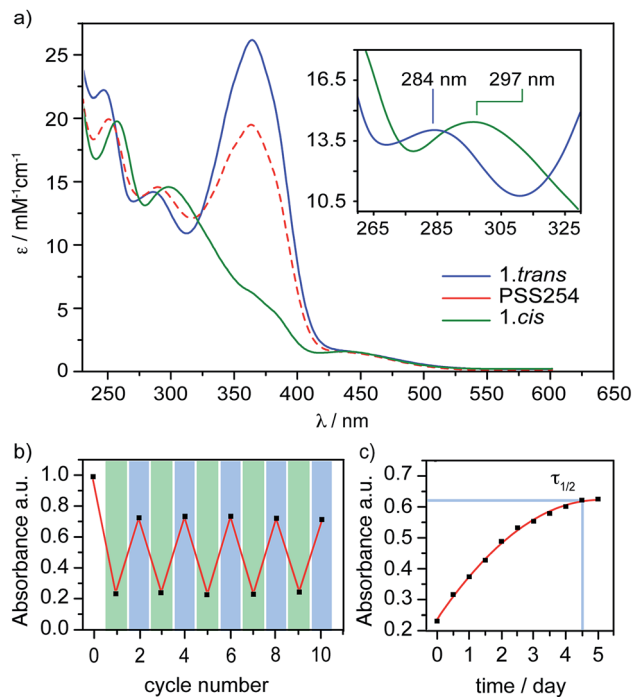 a)
ε / mM⁻¹cm⁻¹
25
20
15
10
5
0
250 300 350 400 450 500 550 600 650
λ / nm
16.5
13.5
10.5
265 285 305 325
284 nm 297 nm
1.trans
PSS254
1.cis
b)
Absorbance a.u.
1.0
0.8
0.6
0.4
0.2
0.0
0 2 4 6 8 10
cycle number
c)
Absorbance a.u.
0.7
0.6
0.5
0.4
0.3
0.2
0 1 2 3 4 5
time / day
τ1/2